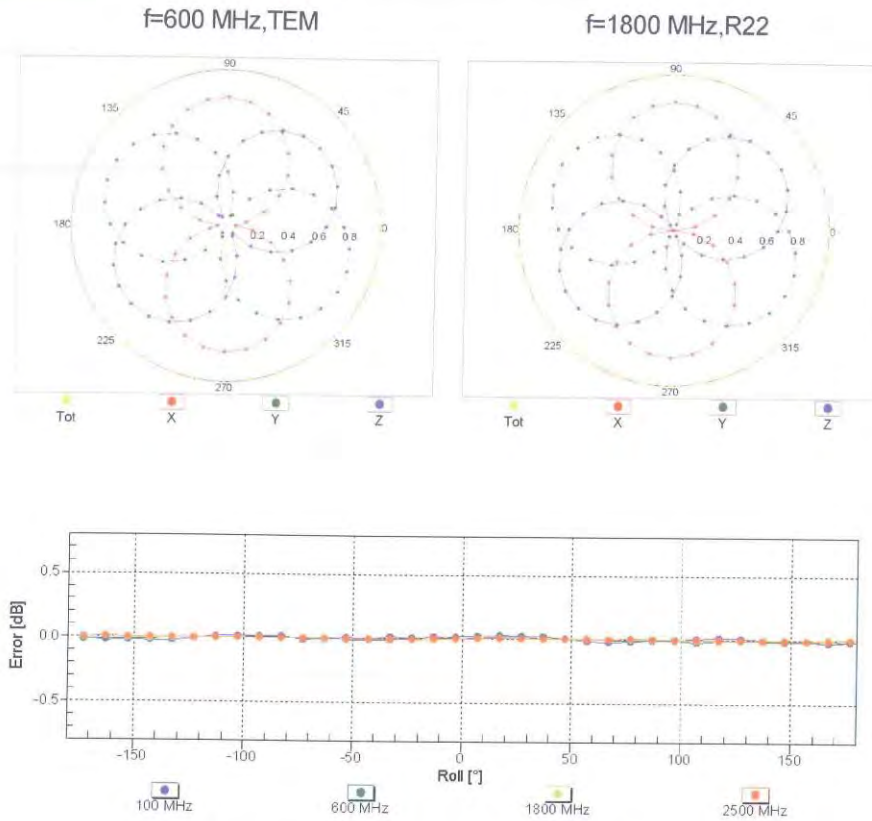 f=600 MHz,TEM
f=1800 MHz,R22
90
135
45
180
0.2 0.4 0.6 0.8 0
225
315
270
Tot X Y Z
90
135
45
180
0.2 0.4 0.6 0.8 0
225
315
270
Tot X Y Z
Error [dB]
0.5
0.0
-0.5
-150 -100 -50 0 50 100 150
Roll [°]
100 MHz 600 MHz 1800 MHz 2500 MHz